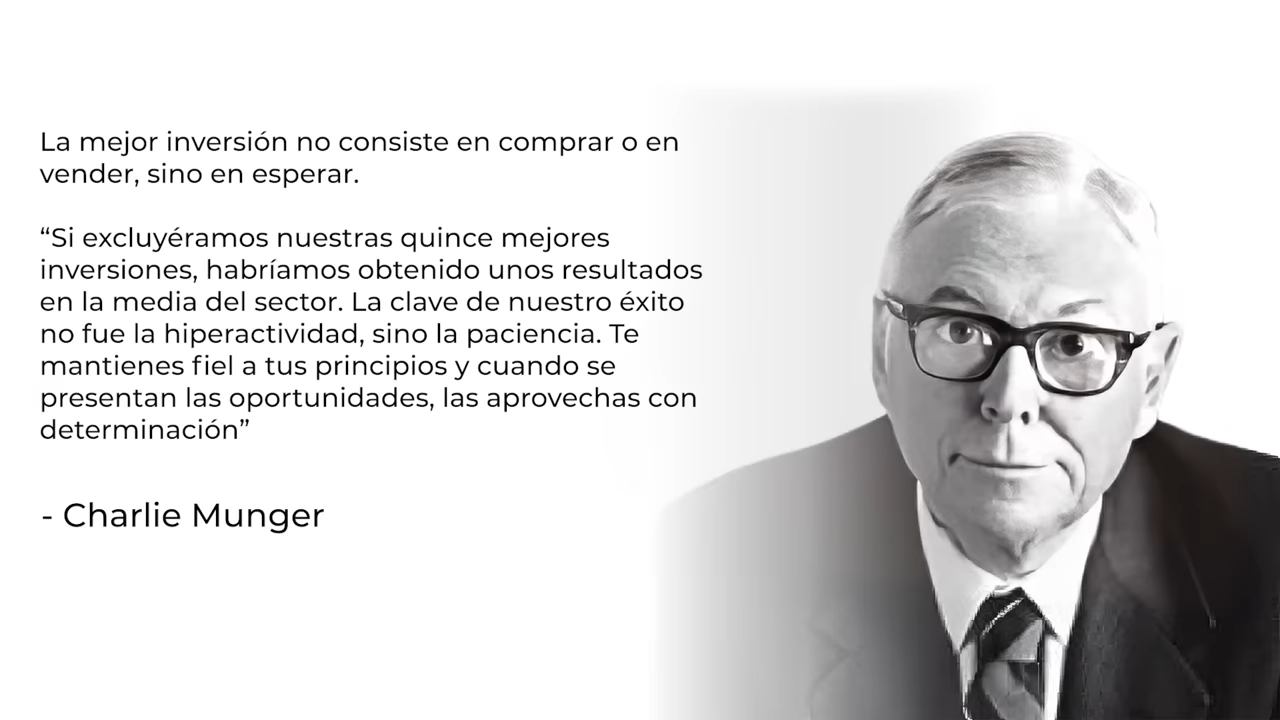 La mejor inversión no consiste en comprar o en
vender, sino en esperar.
“Si excluyéramos nuestras quince mejores
inversiones, habríamos obtenido unos resultados
en la media del sector. La clave de nuestro éxito
no fue la hiperactividad, sino la paciencia. Te
mantienes fiel a tus principios y cuando se
presentan las oportunidades, las aprovechas con
determinación”
- Charlie Munger